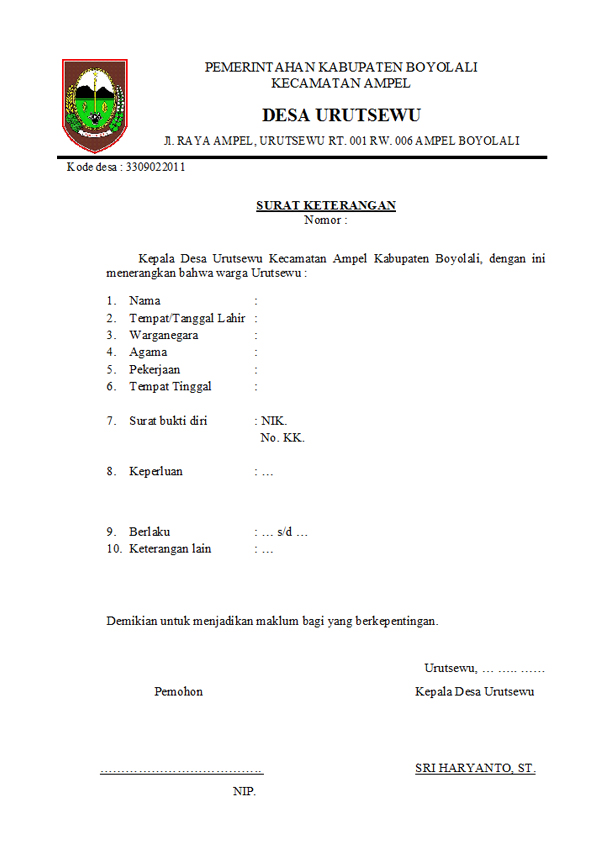 PEMERINTAHAN KABUPATEN BOYOLALI
KECAMATAN AMPEL
DESA URUTSEWU
Jl. RAYA AMPEL, URUTSEWU RT. 001 RW. 006 AMPEL BOYOLALI
Kode desa : 3309022011
SURAT KETERANGAN
Nomor :
Kepala Desa Urutsewu Kecamatan Ampel Kabupaten Boyolali, dengan ini
menerangkan bahwa warga Urutsewu :
1. Nama :
2. Tempat/Tanggal Lahir :
3. Warganegara :
4. Agama :
5. Pekerjaan :
6. Tempat Tinggal :
7. Surat bukti diri : NIK.
No. KK.
8. Keperluan : …
9. Berlaku : … s/d …
10. Keterangan lain : …
Demikian untuk menjadikan maklum bagi yang berkepentingan.
Urutsewu, … ….. ……
Pemohon Kepala Desa Urutsewu
……………………………….. SRI HARYANTO, ST.
NIP.